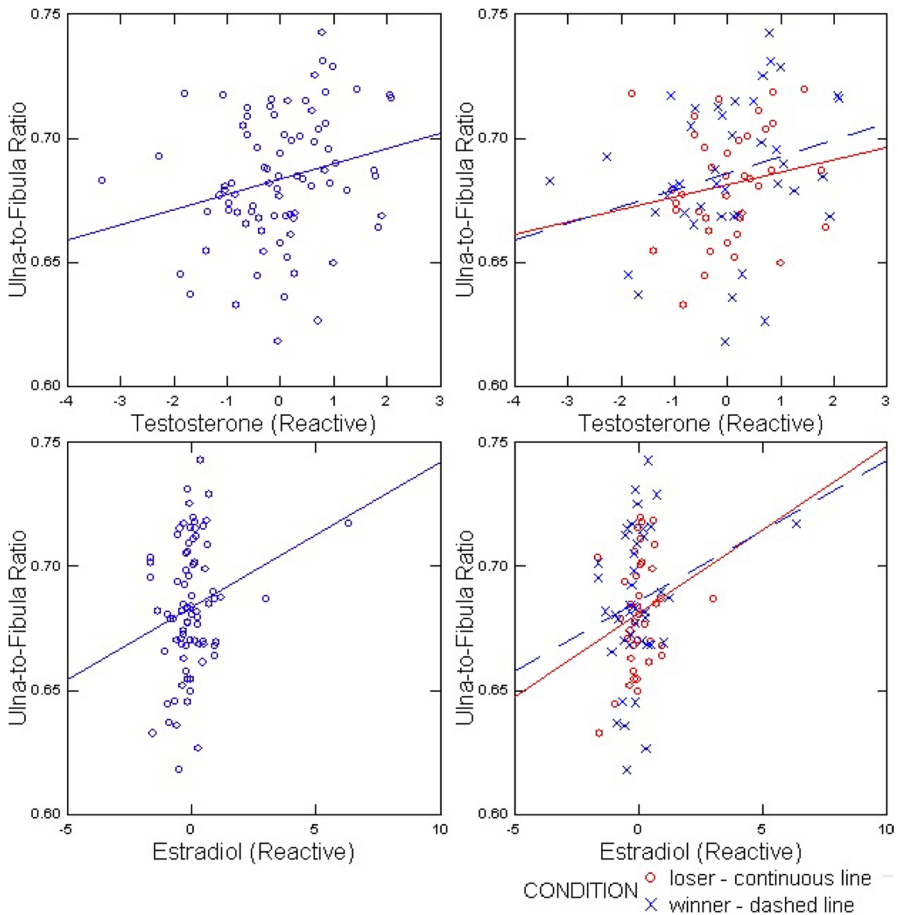 0.75
0.70
0.65
0.60
Ulna-to-Fibula Ratio
-4 -3 -2 -1 0 1 2 3
Testosterone (Reactive)
0.75
0.70
0.65
0.60
Ulna-to-Fibula Ratio
-4 -3 -2 -1 0 1 2 3
Testosterone (Reactive)
0.75
0.70
0.65
0.60
Ulna-to-Fibula Ratio
-5 0 5 10
Estradiol (Reactive)
0.75
0.70
0.65
0.60
Ulna-to-Fibula Ratio
-5 0 5 10
Estradiol (Reactive)
CONDITION
loser - continuous line
winner - dashed line